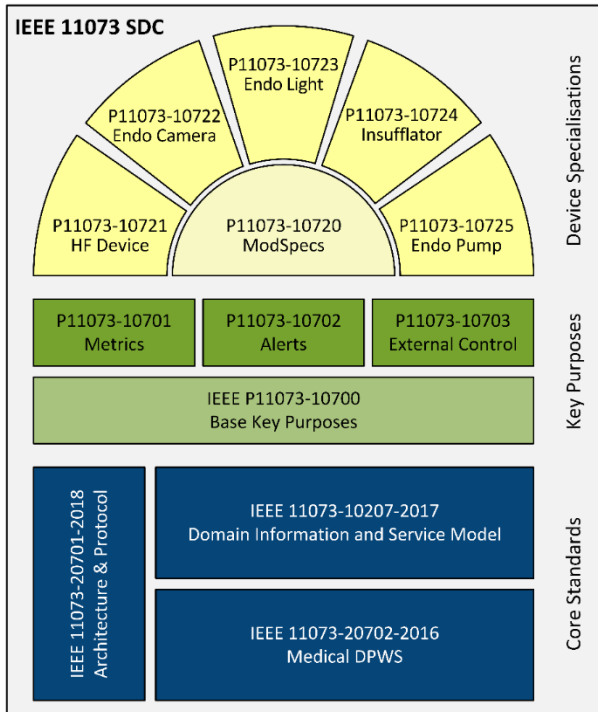 IEEE 11073 SDC
P11073-10723
Endo Light
P11073-10722
Endo Camera
P11073-10724
Insufflator
P11073-10721
HF Device
P11073-10720
ModSpecs
P11073-10725
Endo Pump
Device Specialisations
P11073-10701
Metrics
P11073-10702
Alerts
P11073-10703
External Control
IEEE P11073-10700
Base Key Purposes
Key Purposes
IEEE 11073-20701-2018
Architecture & Protocol
IEEE 11073-10207-2017
Domain Information and Service Model
IEEE 11073-20702-2016
Medical DPWS
Core Standards